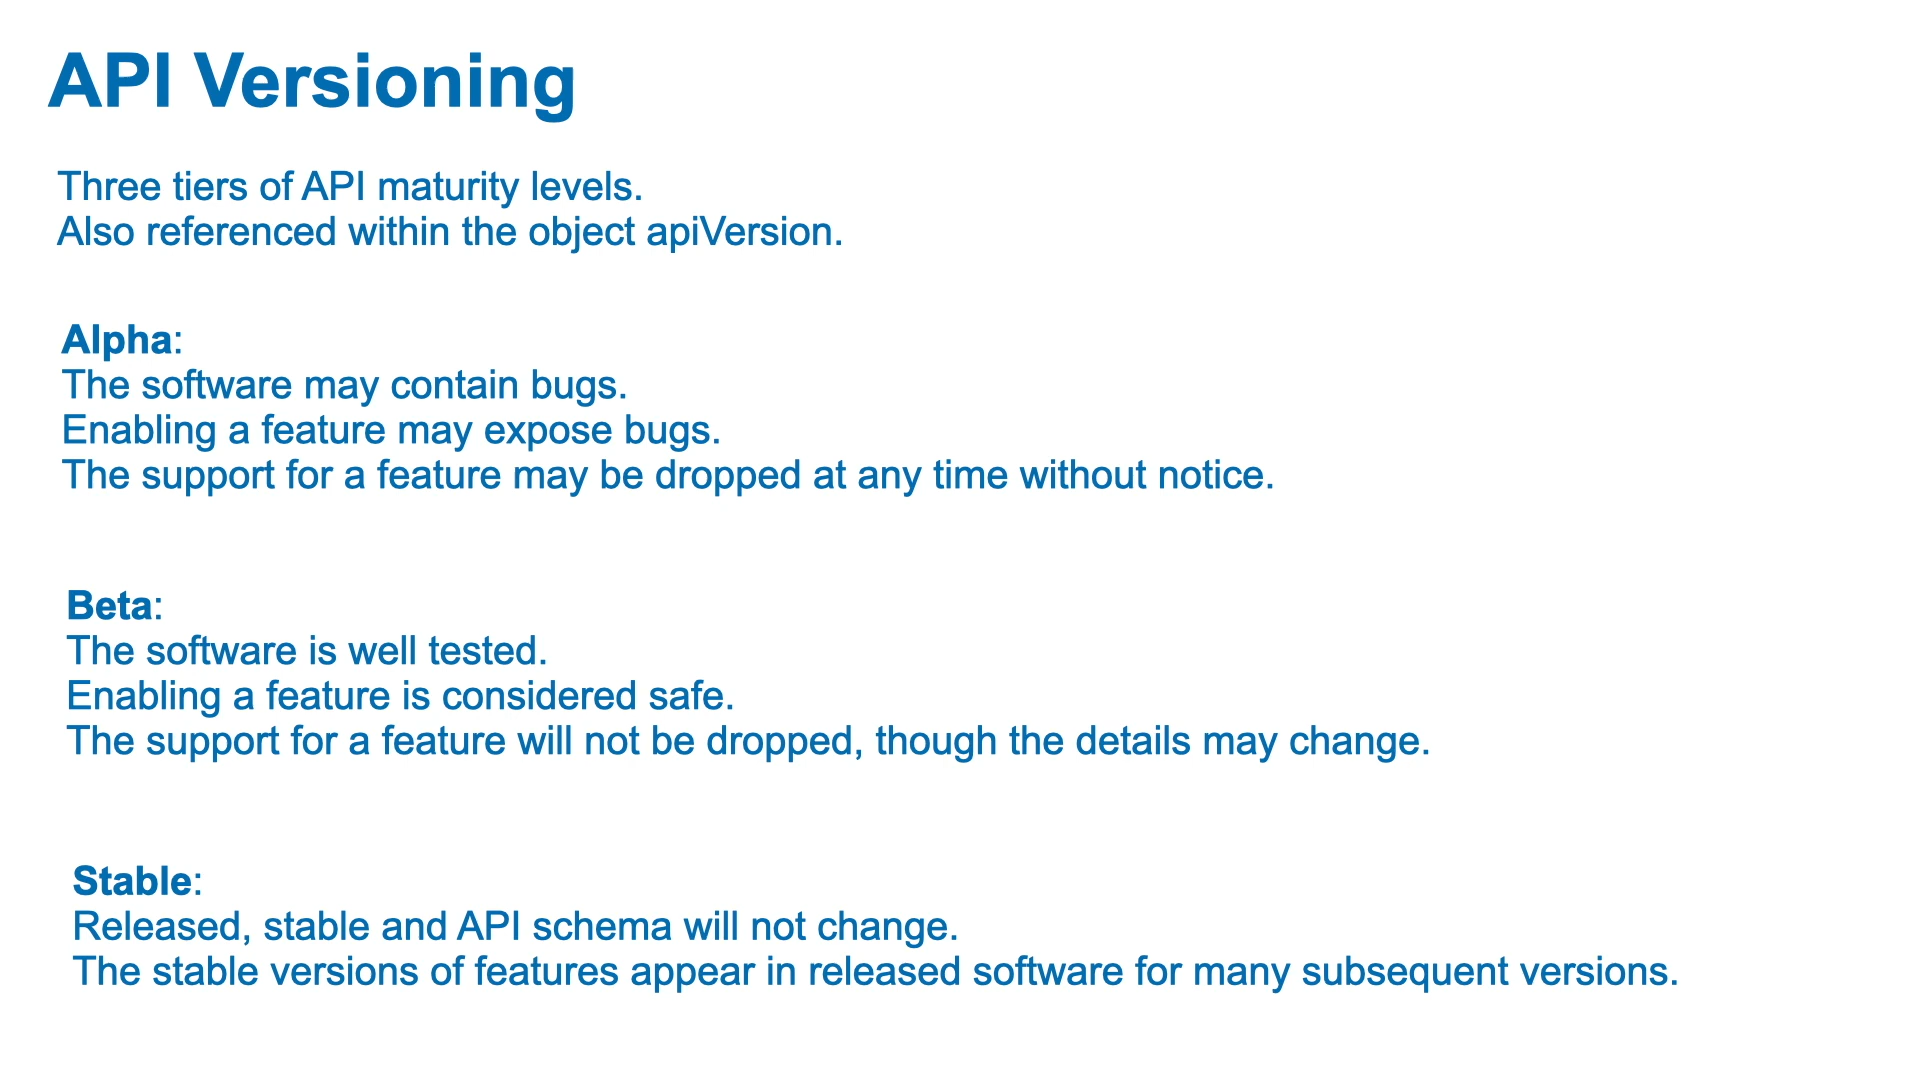 API Versioning
Three tiers of API maturity levels.
Also referenced within the object apiVersion.
Alpha:
The software may contain bugs.
Enabling a feature may expose bugs.
The support for a feature may be dropped at any time without notice.
Beta:
The software is well tested.
Enabling a feature is considered safe.
The support for a feature will not be dropped, though the details may change.
Stable:
Released, stable and API schema will not change.
The stable versions of features appear in released software for many subsequent versions.